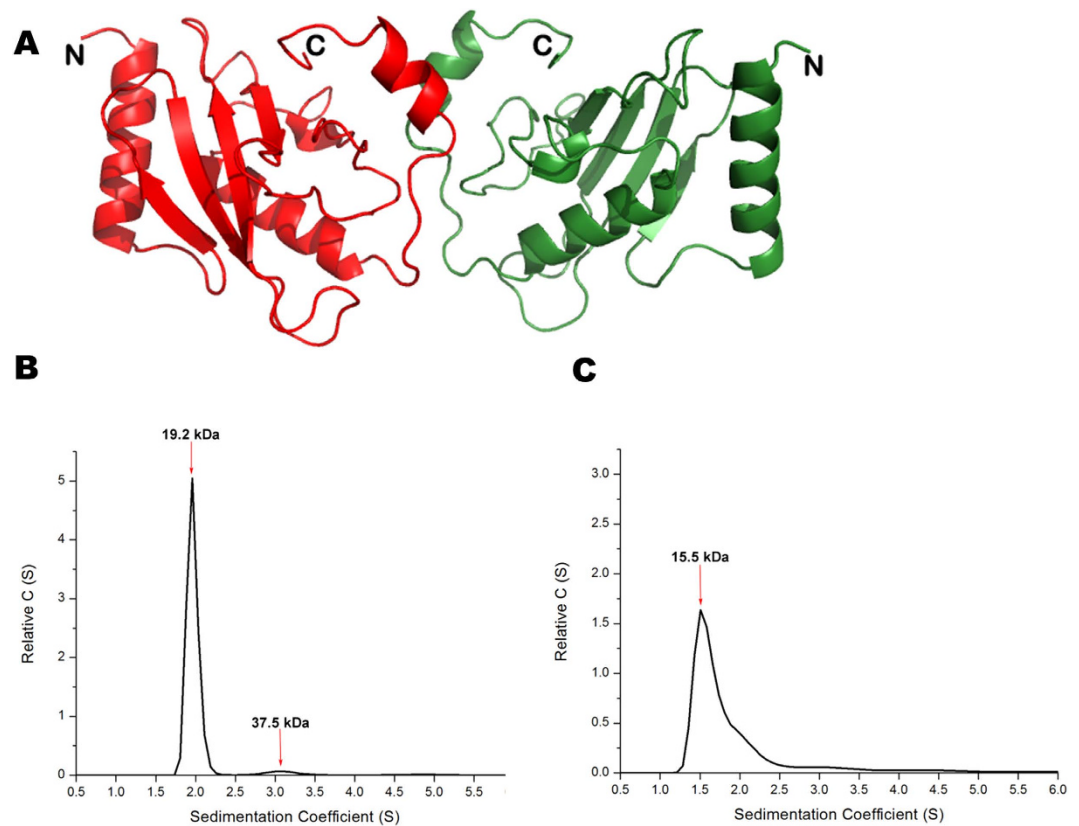 A
N
C
C
N
B
19.2 kDa
37.5 kDa
Relative C (S)
5
4
3
2
1
0
0.5 1.0 1.5 2.0 2.5 3.0 3.5 4.0 4.5 5.0 5.5
Sedimentation Coefficient (S)
C
15.5 kDa
Relative C (S)
3.0
2.5
2.0
1.5
1.0
0.5
0.0
0.5 1.0 1.5 2.0 2.5 3.0 3.5 4.0 4.5 5.0 5.5 6.0
Sedimentation Coefficient (S)